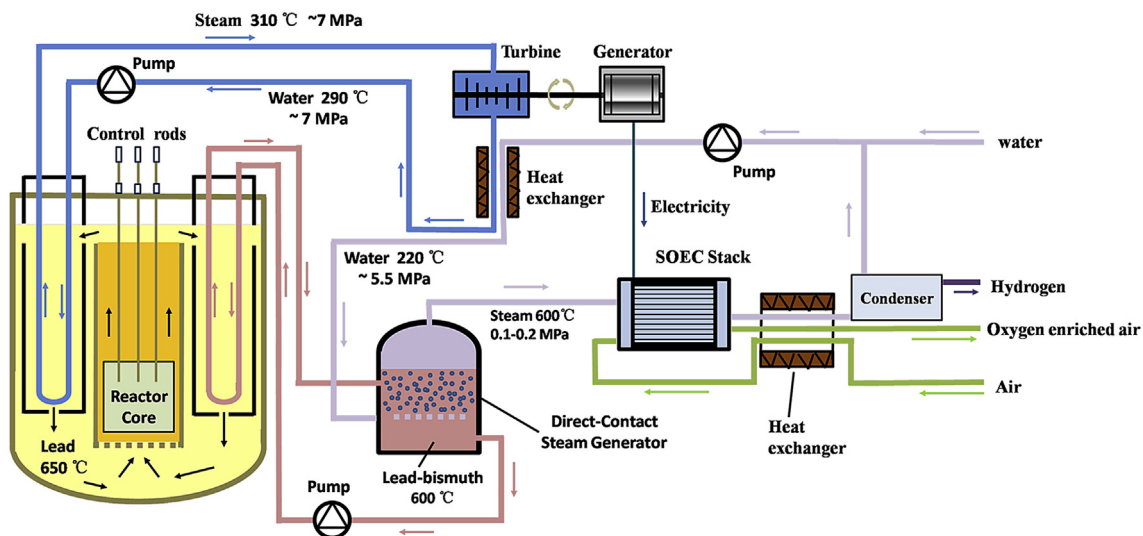 Steam 310 ℃ ~7 MPa
Turbine
Generator
Pump
Water 290 ℃
~ 7 MPa
Control rods
water
Pump
Heat
exchanger
Electricity
Water 220 ℃
~ 5.5 MPa
SOEC Stack
Condenser
Hydrogen
Steam 600℃
0.1-0.2 MPa
Oxygen enriched air
Air
Reactor
Core
Direct-Contact
Steam Generator
Heat
exchanger
Lead
650 ℃
Lead-bismuth
600 ℃
Pump